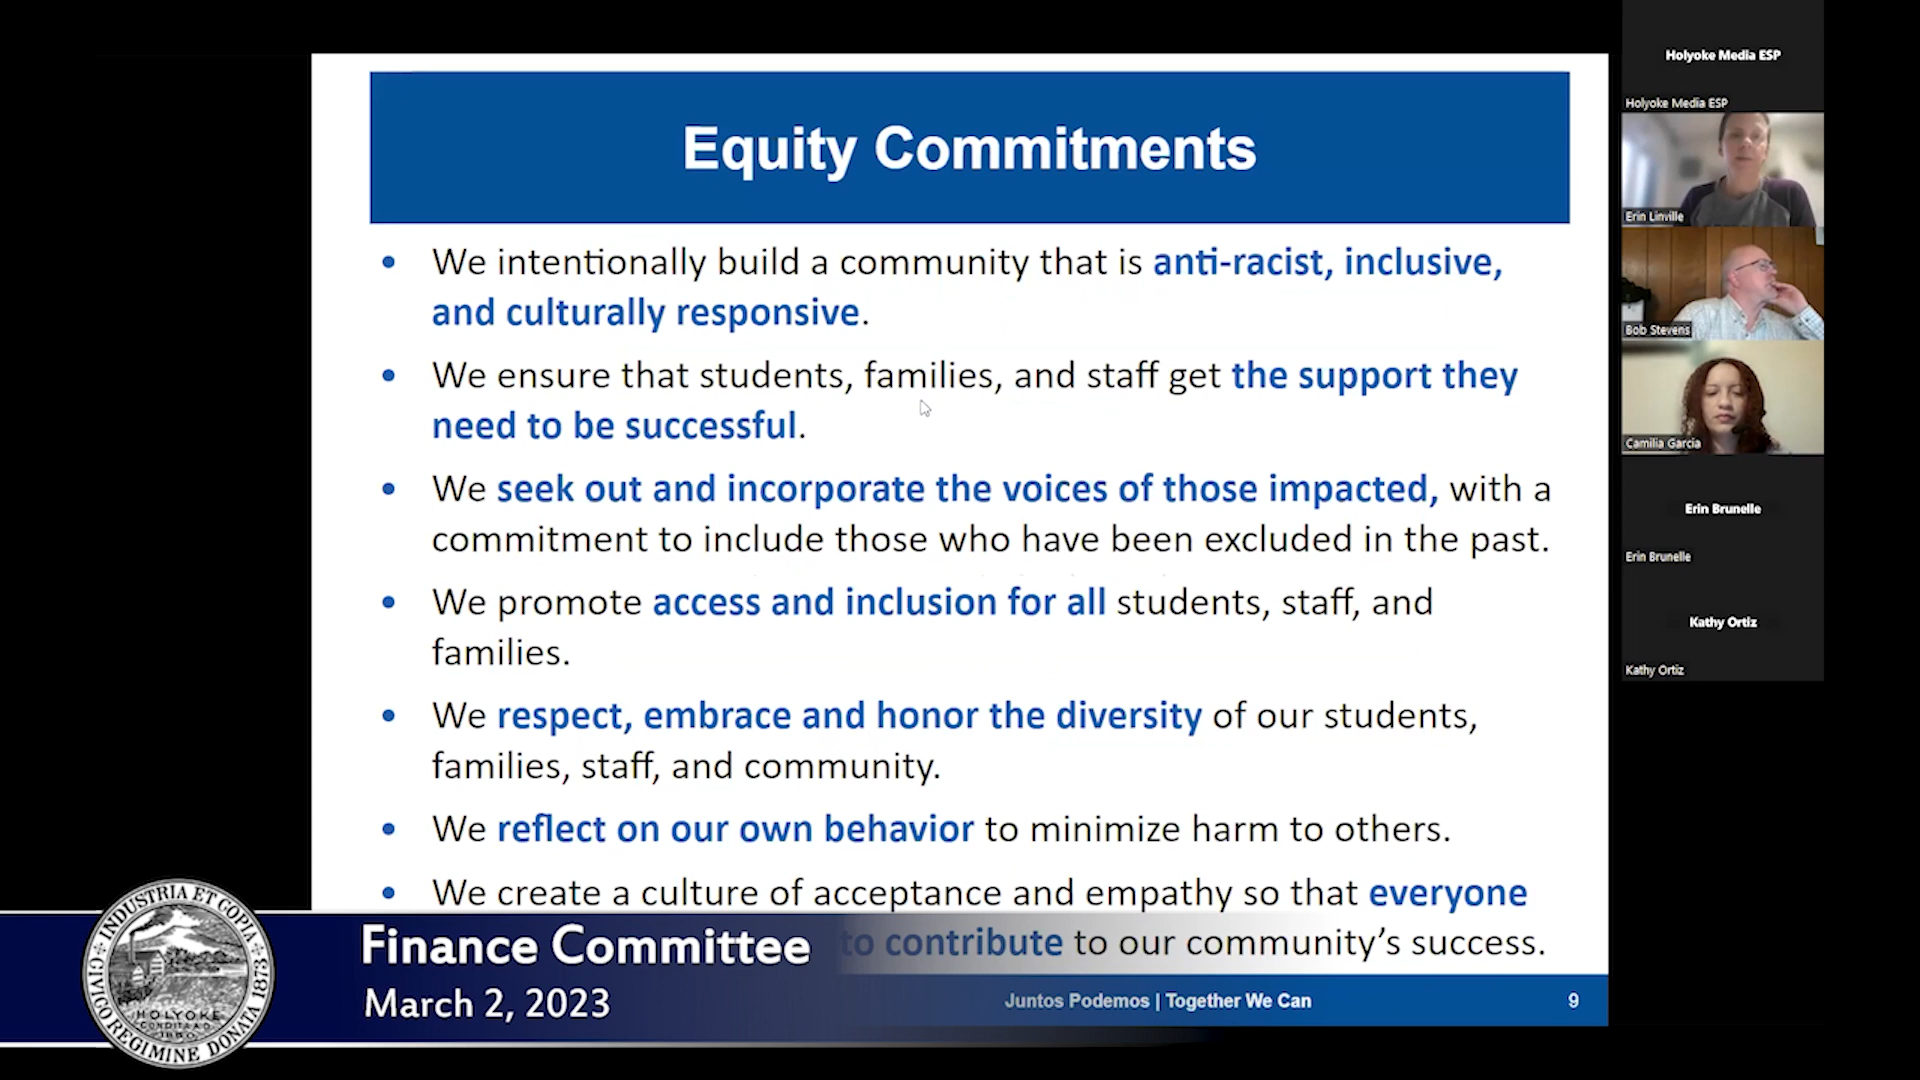 Equity Commitments
• We intentionally build a community that is anti-racist, inclusive,
and culturally responsive.
• We ensure that students, families, and staff get the support they
need to be successful.
• We seek out and incorporate the voices of those impacted, with a
commitment to include those who have been excluded in the past.
• We promote access and inclusion for all students, staff, and
families.
• We respect, embrace and honor the diversity of our students,
families, staff, and community.
• We reflect on our own behavior to minimize harm to others.
• We create a culture of acceptance and empathy so that everyone
to contribute to our community's success.
Juntos Podemos | Together We Can
9
Finance Committee
March 2, 2023
INDUSTRIA ET COPIA
CIVICO REGIMINE DONATA 1873
HOLYOKE
Holyoke Media ESP
Holyoke Media ESP
Erin Linville
Bob Stevens
Camilia Garcia
Erin Brunelle
Erin Brunelle
Kathy Ortiz
Kathy Ortiz